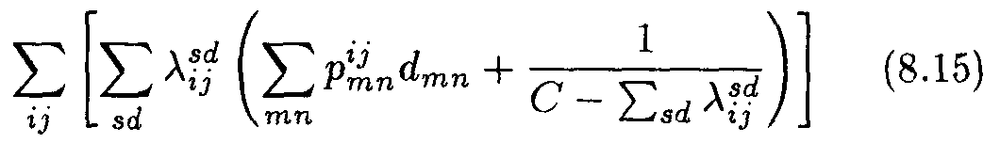 \sum_{ij} \left[ \sum_{sd} \lambda_{ij}^{sd} \left( \sum_{mn} p_{mn}^{ij} d_{mn} + \frac{1}{C - \sum_{sd} \lambda_{ij}^{sd}} \right) \right] (8.15)